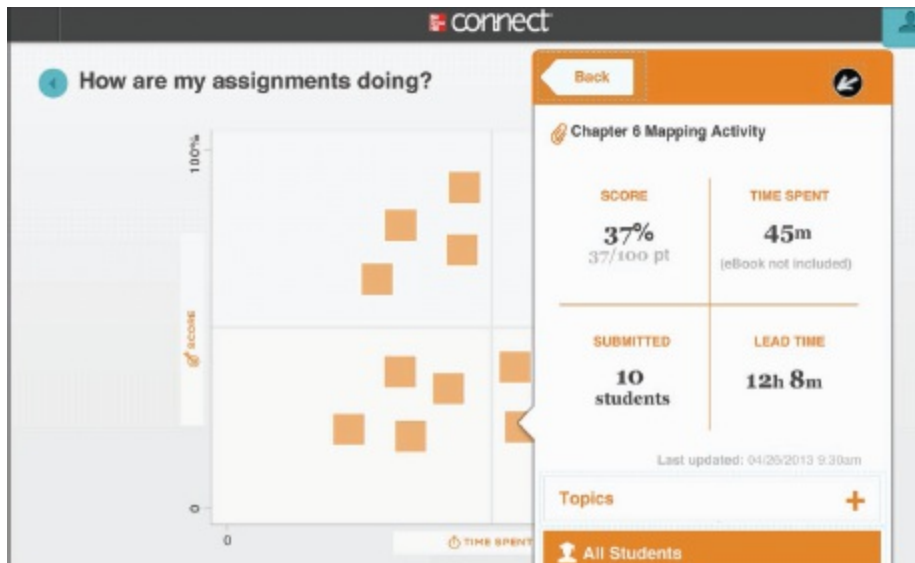 connect
How are my assignments doing?
Back
Chapter 6 Mapping Activity
100%
SCORE
TIME SPENT
37%
45m
37/100 pt
(eBook not included)
SCORE
SUBMITTED
LEAD TIME
10
students
12h 8m
Last updated: 04/26/2013 9:30am
Topics
+
0
0
TIME SPENT
All Students